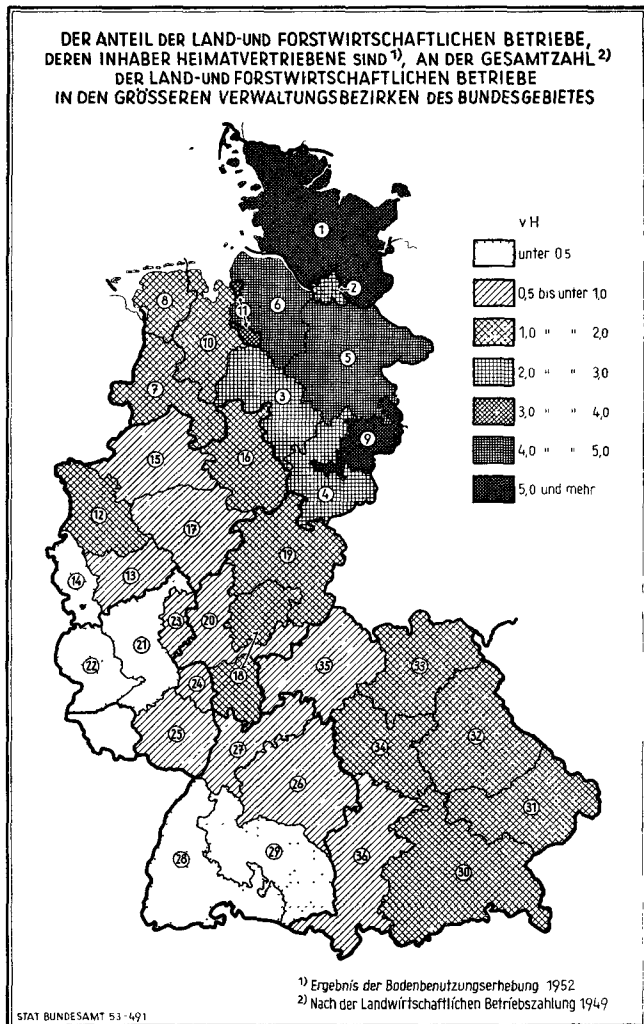 DER ANTEIL DER LAND-UND FORSTWIRTSCHAFTLICHEN BETRIEBE,
DEREN INHABER HEIMATVERTRIEBENE SIND 1), AN DER GESAMTZAHL 2)
DER LAND-UND FORSTWIRTSCHAFTLICHEN BETRIEBE
IN DEN GRÖSSEREN VERWALTUNGSBEZIRKEN DES BUNDESGEBIETES
vH
unter 0,5
0,5 bis unter 1,0
1,0 " " 2,0
2,0 " " 3,0
3,0 " " 4,0
4,0 " " 5,0
5,0 und mehr
1
2
8
6
11
10
5
3
7
9
15
16
4
12
17
19
13
14
23
20
21
22
18
35
33
24
25
27
34
32
26
31
29
28
36
30
1) Ergebnis der Bodenbenutzungserhebung 1952
2) Nach der Landwirtschaftlichen Betriebszahlung 1949
STAT BUNDESAMT 53-491